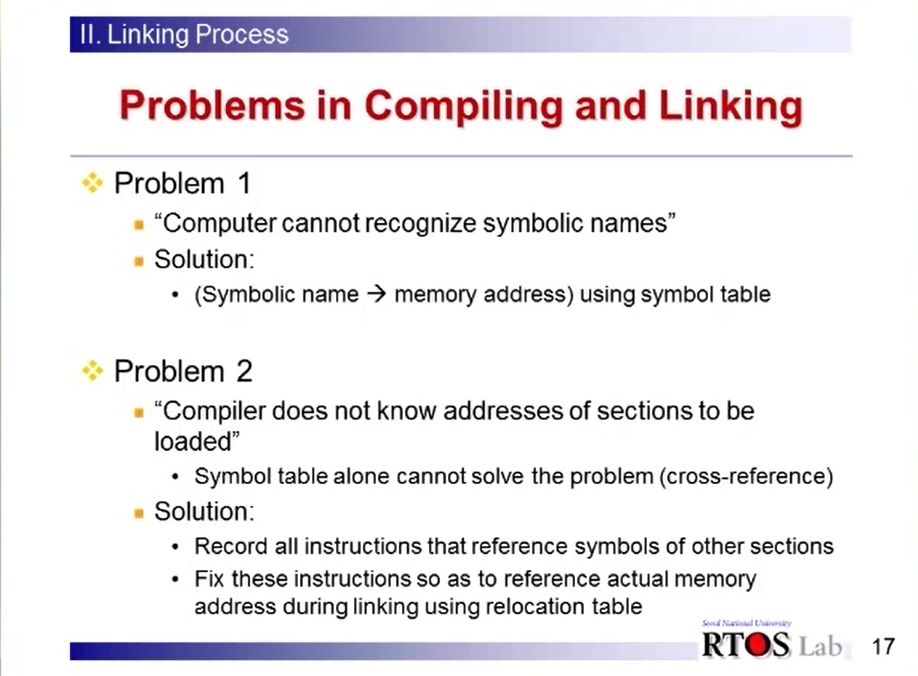 II. Linking Process
Problems in Compiling and Linking
Problem 1
“Computer cannot recognize symbolic names”
Solution:
• (Symbolic name → memory address) using symbol table
Problem 2
“Compiler does not know addresses of sections to be
loaded”
• Symbol table alone cannot solve the problem (cross-reference)
Solution:
• Record all instructions that reference symbols of other sections
• Fix these instructions so as to reference actual memory
address during linking using relocation table
Seoul National University
RTOS Lab
17